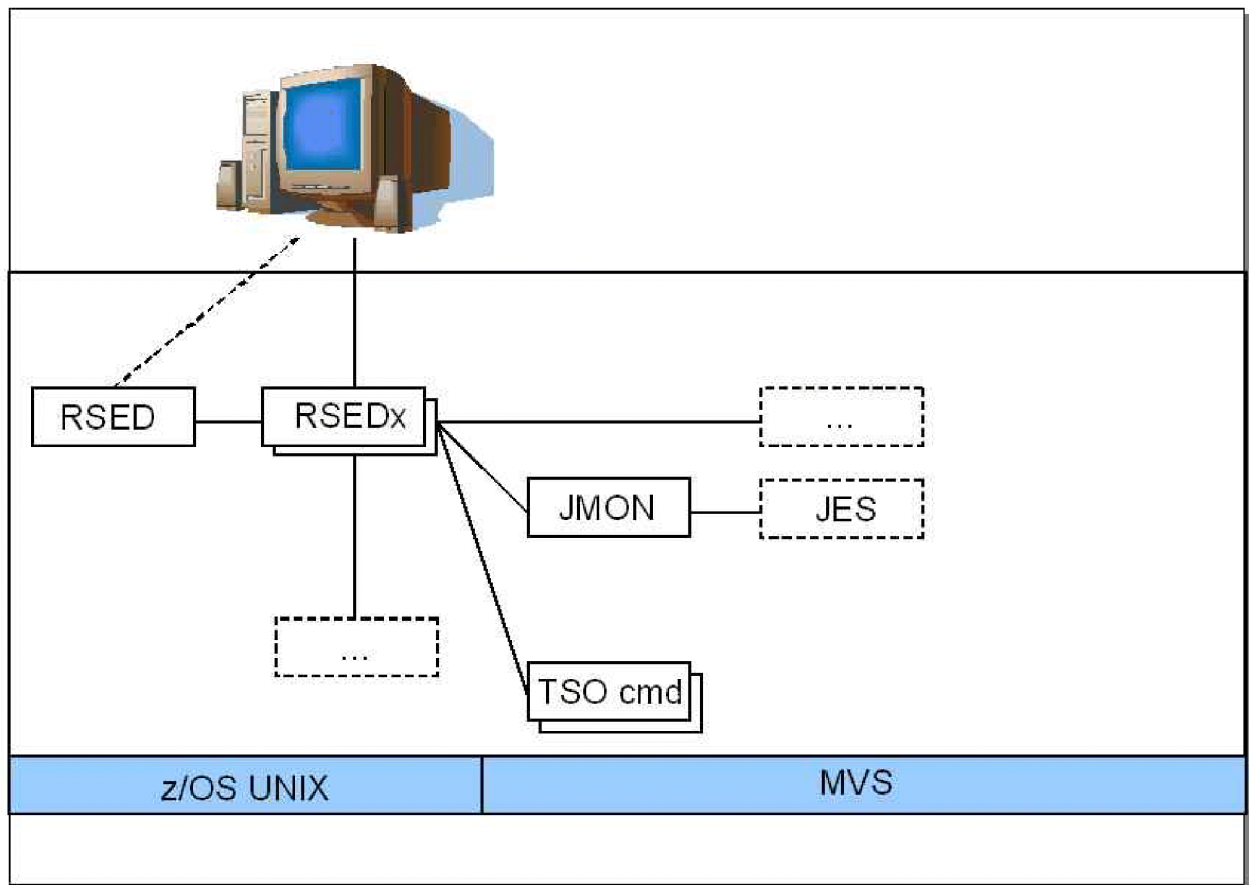 RSED
RSEDx
...
JMON
JES
...
TSO cmd
z/OS UNIX
MVS